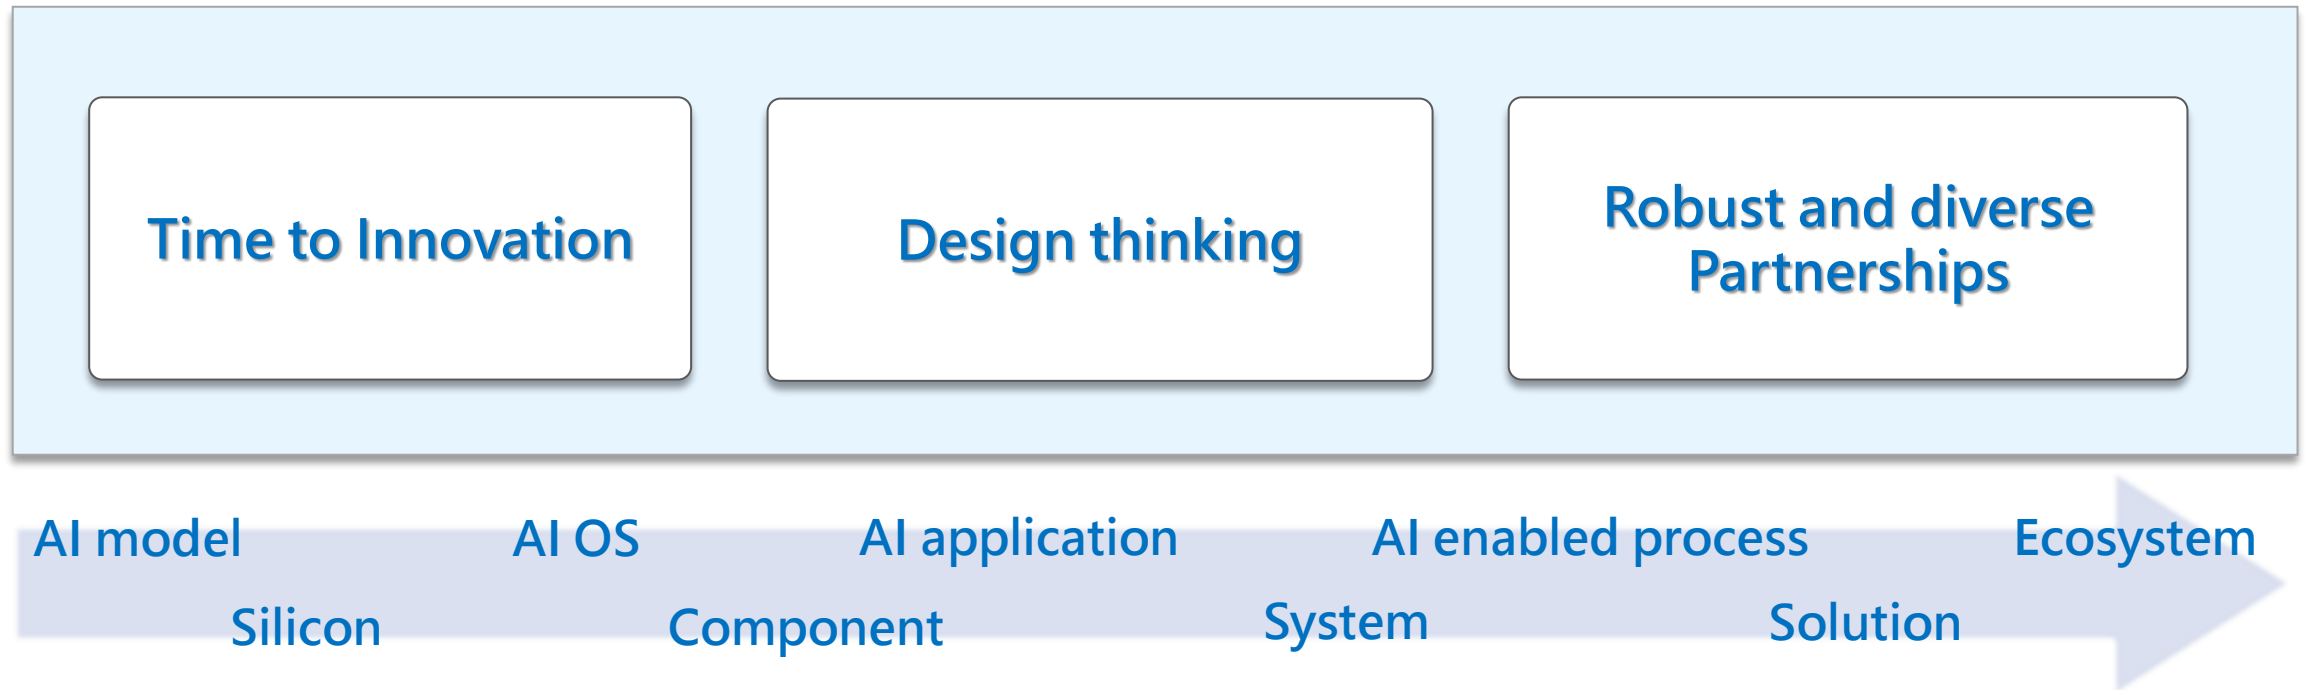 Time to Innovation
Design thinking
Robust and diverse
Partnerships
AI model
AI OS
AI application
AI enabled process
Ecosystem
Silicon
Component
System
Solution